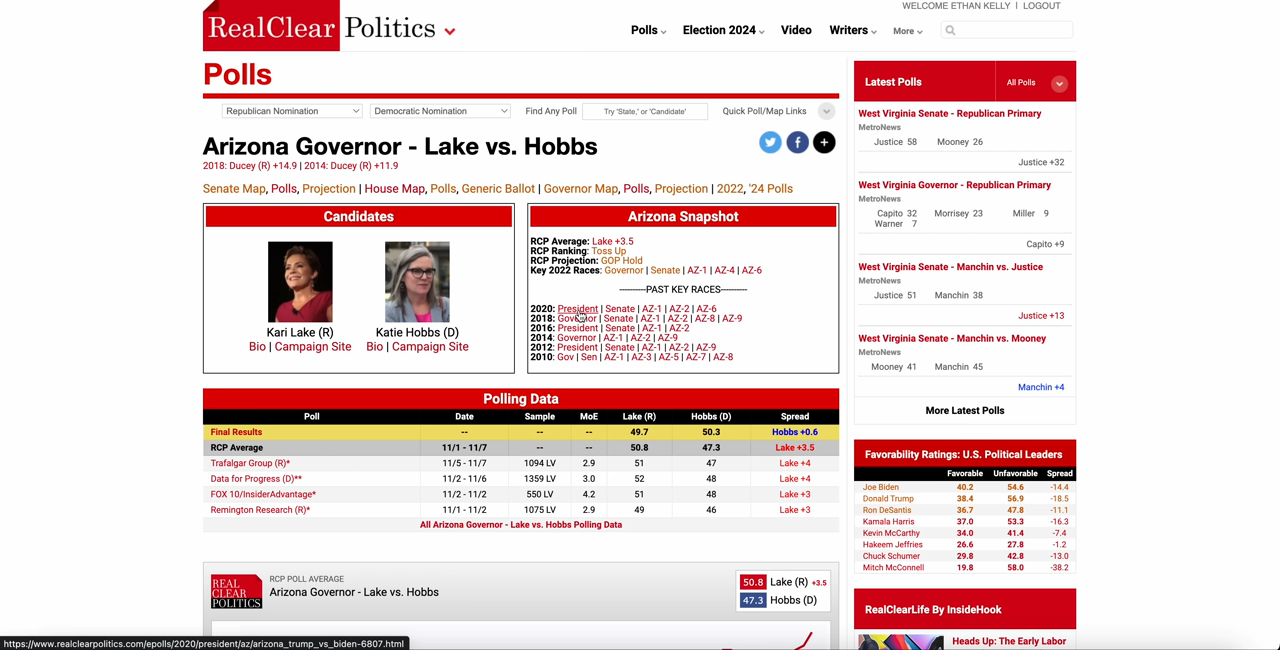 WELCOME ETHAN KELLY | LOGOUT
RealClear Politics
Polls Election 2024 Video Writers More
Polls
Republican Nomination Democratic Nomination Find Any Poll Try 'State,' or 'Candidate' Quick Poll/Map Links
Arizona Governor - Lake vs. Hobbs
2018: Ducey (R) +14.9 | 2014: Ducey (R) +11.9
Senate Map, Polls, Projection | House Map, Polls, Generic Ballot | Governor Map, Polls, Projection | 2022, '24 Polls
Candidates
Kari Lake (R) Katie Hobbs (D)
Bio | Campaign Site Bio | Campaign Site
Arizona Snapshot
RCP Average: Lake +3.5
RCP Ranking: Toss Up
RCP Projection: GOP Hold
Key 2022 Races: Governor | Senate | AZ-1 | AZ-4 | AZ-6
----------PAST KEY RACES----------
2020: President | Senate | AZ-1 | AZ-2 | AZ-6
2018: Governor | Senate | AZ-1 | AZ-2 | AZ-8 | AZ-9
2016: President | Senate | AZ-1 | AZ-2
2014: Governor | AZ-1 | AZ-2 | AZ-9
2012: President | Senate | AZ-1 | AZ-2 | AZ-9
2010: Gov | Sen | AZ-1 | AZ-3 | AZ-5 | AZ-7 | AZ-8
Polling Data
Poll Date Sample MoE Lake (R) Hobbs (D) Spread
Final Results -- -- -- 49.7 50.3 Hobbs +0.6
RCP Average 11/1 - 11/7 -- -- 50.8 47.3 Lake +3.5
Trafalgar Group (R)* 11/5 - 11/7 1094 LV 2.9 51 47 Lake +4
Data for Progress (D)** 11/2 - 11/6 1359 LV 3.0 52 48 Lake +4
FOX 10/InsiderAdvantage* 11/2 - 11/2 550 LV 4.2 51 48 Lake +3
Remington Research (R)* 11/1 - 11/2 1075 LV 2.9 49 46 Lake +3
All Arizona Governor - Lake vs. Hobbs Polling Data
REAL CLEAR POLITICS
RCP POLL AVERAGE
Arizona Governor - Lake vs. Hobbs
50.8 Lake (R) +3.5
47.3 Hobbs (D)
Latest Polls All Polls
West Virginia Senate - Republican Primary
MetroNews
Justice 58 Mooney 26
Justice +32
West Virginia Governor - Republican Primary
MetroNews
Capito 32 Morrisey 23 Miller 9
Warner 7
Capito +9
West Virginia Senate - Manchin vs. Justice
MetroNews
Justice 51 Manchin 38
Justice +13
West Virginia Senate - Manchin vs. Mooney
MetroNews
Mooney 41 Manchin 45
Manchin +4
More Latest Polls
Favorability Ratings: U.S. Political Leaders
Favorable Unfavorable Spread
Joe Biden 40.2 54.6 -14.4
Donald Trump 38.4 56.9 -18.5
Ron DeSantis 36.7 47.8 -11.1
Kamala Harris 37.0 53.3 -16.3
Kevin McCarthy 34.0 41.4 -7.4
Hakeem Jeffries 26.6 27.8 -1.2
Chuck Schumer 29.8 42.8 -13.0
Mitch McConnell 19.8 58.0 -38.2
RealClearLife By InsideHook
Heads Up: The Early Labor
https://www.realclearpolitics.com/epolls/2020/president/az/arizona_trump_vs_biden-6807.html